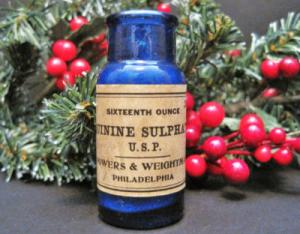 SIXTEENTH OUNCE
UININE SULPHA
U.S.P.
OWERS & WEIGHTM
PHILADELPHIA